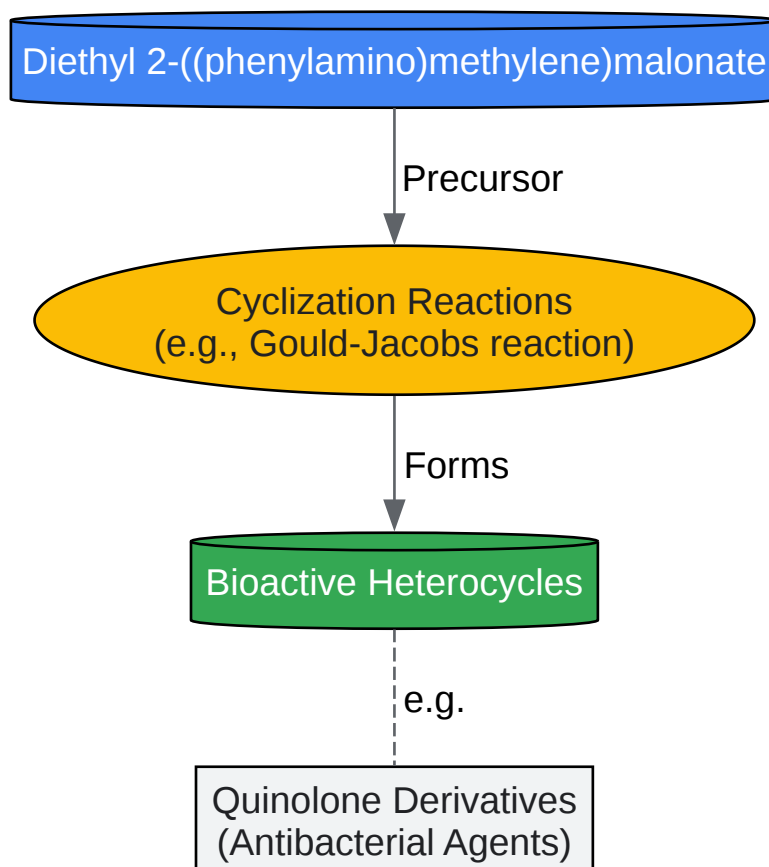 Diethyl 2-((phenylamino)methylene)malonate
Precursor
Cyclization Reactions
(e.g., Gould-Jacobs reaction)
Forms
Bioactive Heterocycles
e.g.
Quinolone Derivatives
(Antibacterial Agents)